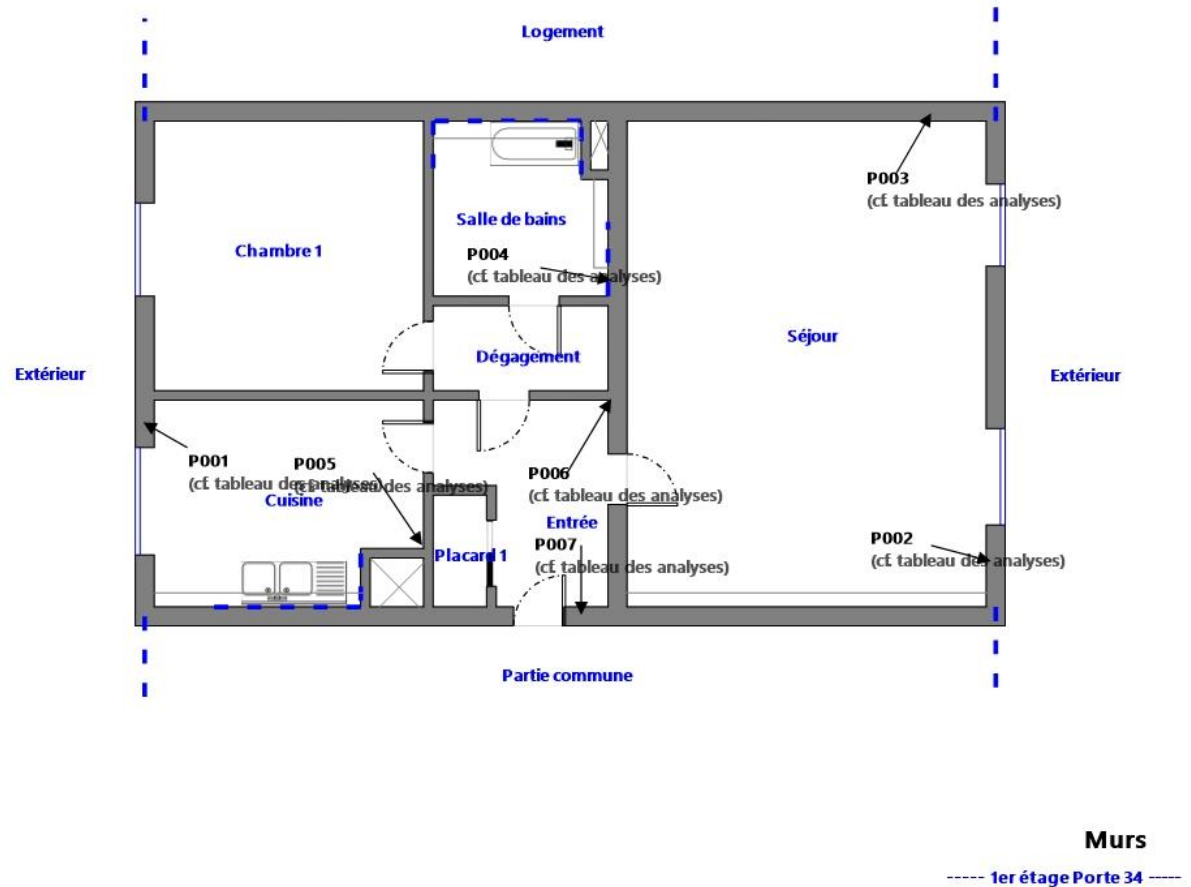 Logement
P003
(cf. tableau des analyses)
Salle de bains
Chambre 1
P004
(cf. tableau des analyses)
Séjour
Dégagement
Extérieur
Extérieur
P001
(cf. tableau des analyses)
P005
(cf. tableau des analyses)
Cuisine
P006
(cf. tableau des analyses)
Entrée
P007
(cf. tableau des analyses)
Placard 1
P002
(cf. tableau des analyses)
Partie commune
Murs
----- 1er étage Porte 34 -----